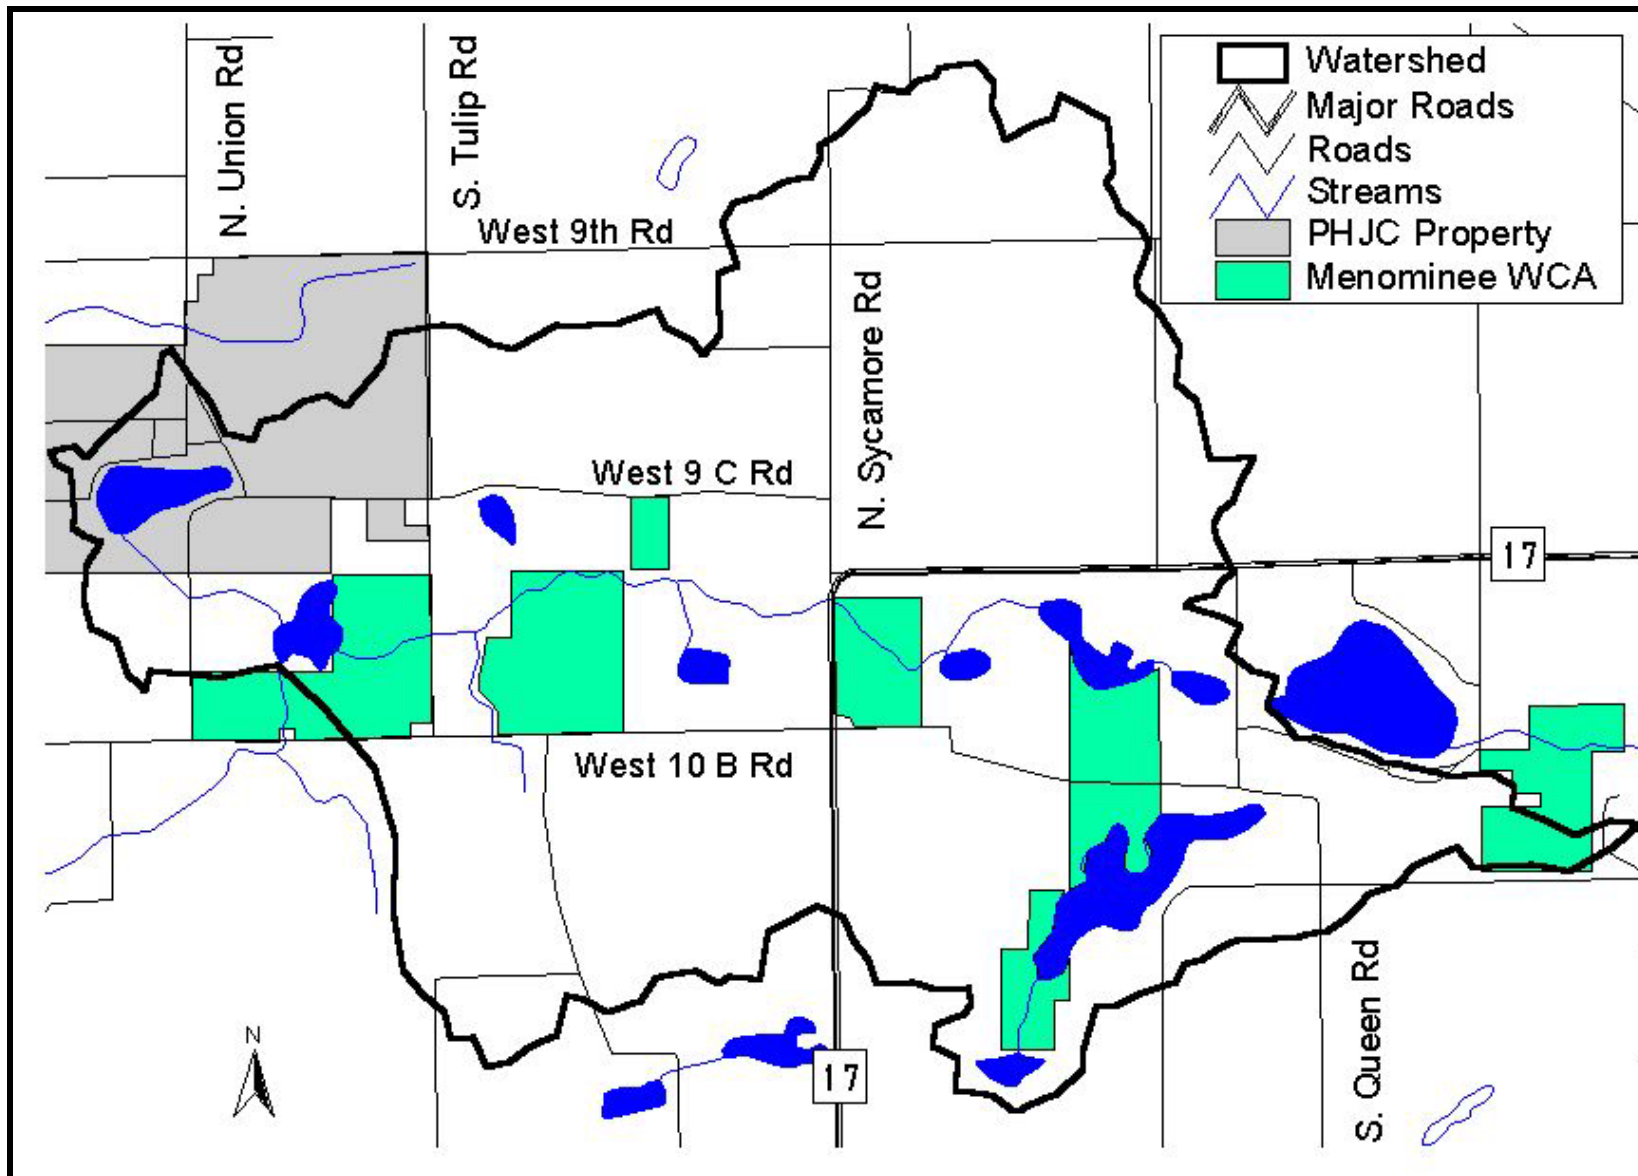 N. Union Rd
S. Tulip Rd
West 9th Rd
Watershed
Major Roads
Roads
Streams
PHJC Property
Menominee WCA
N. Sycamore Rd
West 9 C Rd
17
West 10 B Rd
N
17
S. Queen Rd